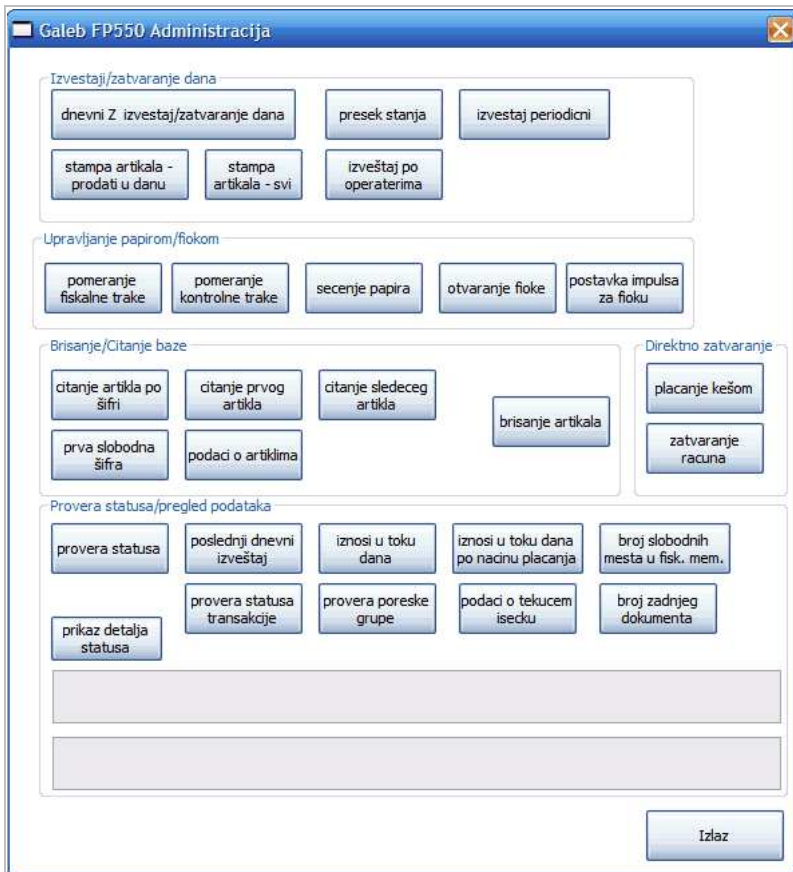 Galeb FP550 Administracija
Izvestaji/zatvaranje dana
dnevni Z izvestaj/zatvaranje dana
presek stanja
izvestaj periodicni
stampa artikala -
prodati u danu
stampa
artikala - svi
izveštaj po
operaterima
Upravljanje papirom/fiokom
pomeranje
fiskalne trake
pomeranje
kontrolne trake
secenje papira
otvaranje fioke
postavka impulsa
za fioku
Brisanje/Citanje baze
citanje artikla po
šifri
citanje prvog
artikla
citanje sledeceg
artikla
brisanje artikala
prva slobodna
šifra
podaci o artiklima
Direktno zatvaranje
placanje kešom
zatvaranje
racuna
Provera statusa/pregled podataka
provera statusa
poslednji dnevni
izveštaj
iznosi u toku
dana
iznosi u toku dana
po nacinu placanja
broj slobodnih
mesta u fisk. mem.
prikaz detalja
statusa
provera statusa
transakcije
provera poreske
grupe
podaci o tekucem
isecku
broj zadnjeg
dokumenta
Izlaz